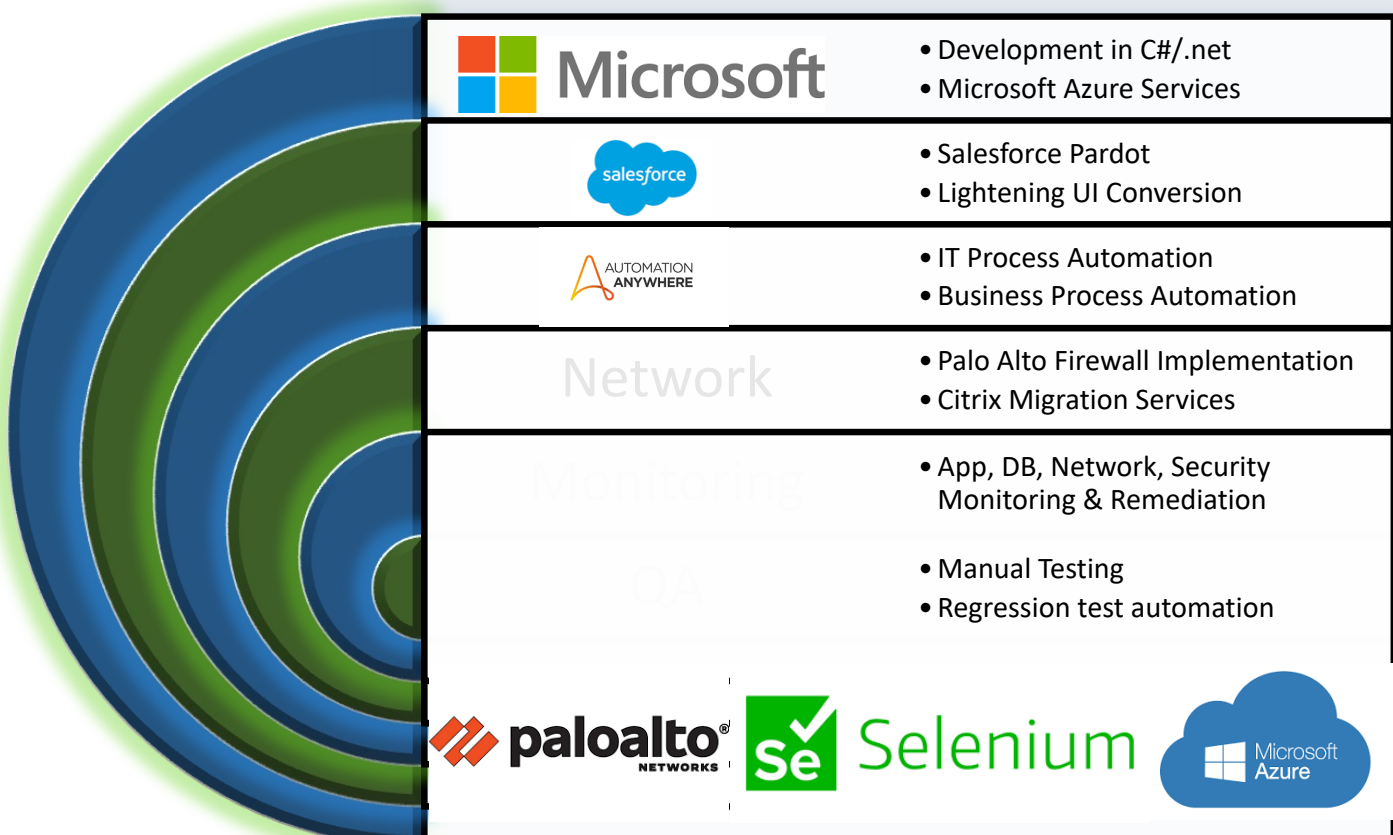 Microsoft
• Development in C#/.net
• Microsoft Azure Services
salesforce
• Salesforce Pardot
• Lightening UI Conversion
AUTOMATION
ANYWHERE
• IT Process Automation
• Business Process Automation
Network
• Palo Alto Firewall Implementation
• Citrix Migration Services
Monitoring
• App, DB, Network, Security
Monitoring & Remediation
QA
• Manual Testing
• Regression test automation
paloalto®
NETWORKS
Se
Selenium
Microsoft
Azure